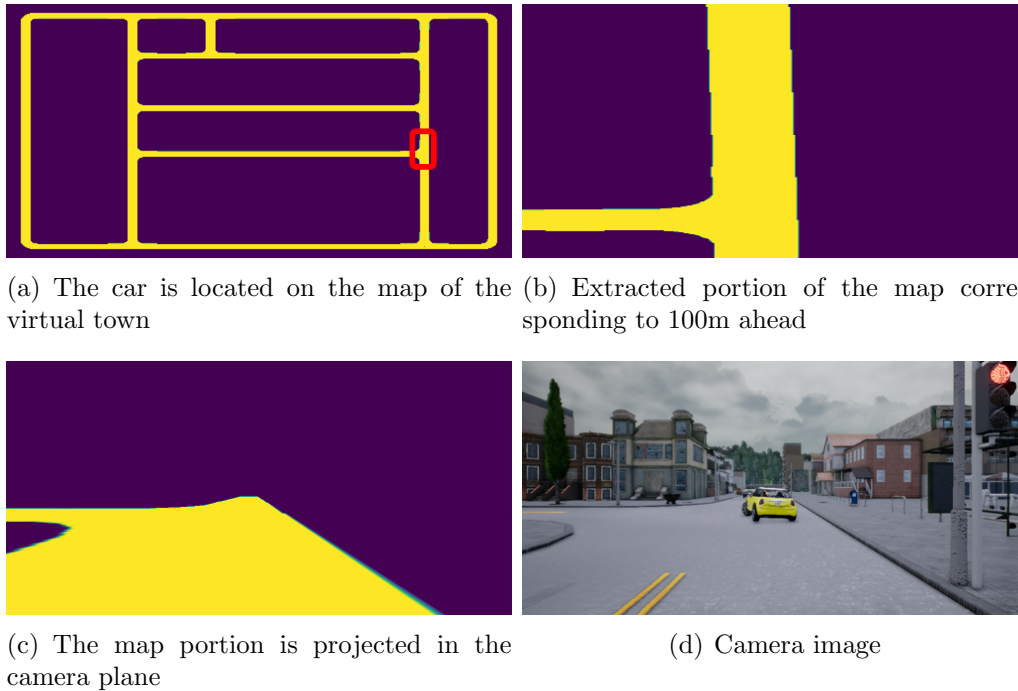 (a) The car is located on the map of the
virtual town
(b) Extracted portion of the map corre
sponding to 100m ahead
(c) The map portion is projected in the
camera plane
(d) Camera image